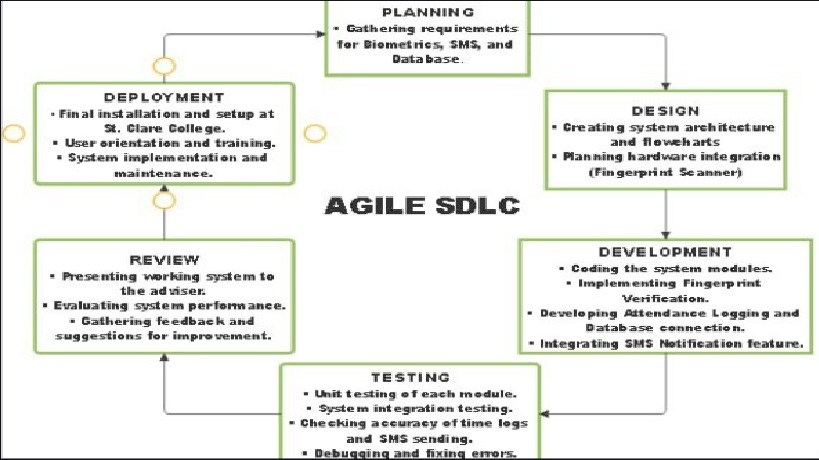 PLANNING
• Gathering requirements
for Biometrics, SMS, and
Database.
DESIGN
• Creating system architecture
and flowcharts
• Planning hardware integration
(Fingerprint Scanner)
DEVELOPMENT
• Coding the system modules.
• Implementing Fingerprint
Verification.
• Developing Attendance Logging and
Database connection.
• Integrating SMS Notification feature.
TESTING
• Unit testing of each module.
• System integration testing.
• Checking accuracy of time logs
and SMS sending.
• Debugging and fixing errors.
REVIEW
• Presenting working system to
the adviser.
• Evaluating system performance.
• Gathering feedback and
suggestions for improvement.
DEPLOYMENT
• Final installation and setup at
St. Clare College.
• User orientation and training.
• System implementation and
maintenance.
AGILE SDLC